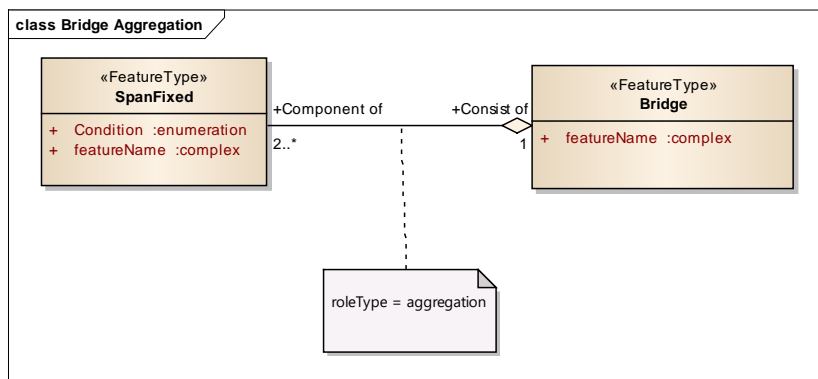 class Bridge Aggregation
«FeatureType»
SpanFixed
+ Condition :enumeration
+ featureName :complex
+Component of
2..*
+Consist of
1
«FeatureType»
Bridge
+ featureName :complex
roleType = aggregation